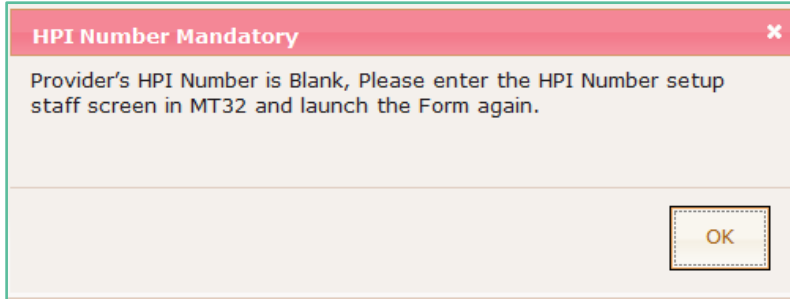 HPI Number Mandatory
Provider's HPI Number is Blank, Please enter the HPI Number setup
staff screen in MT32 and launch the Form again.
OK